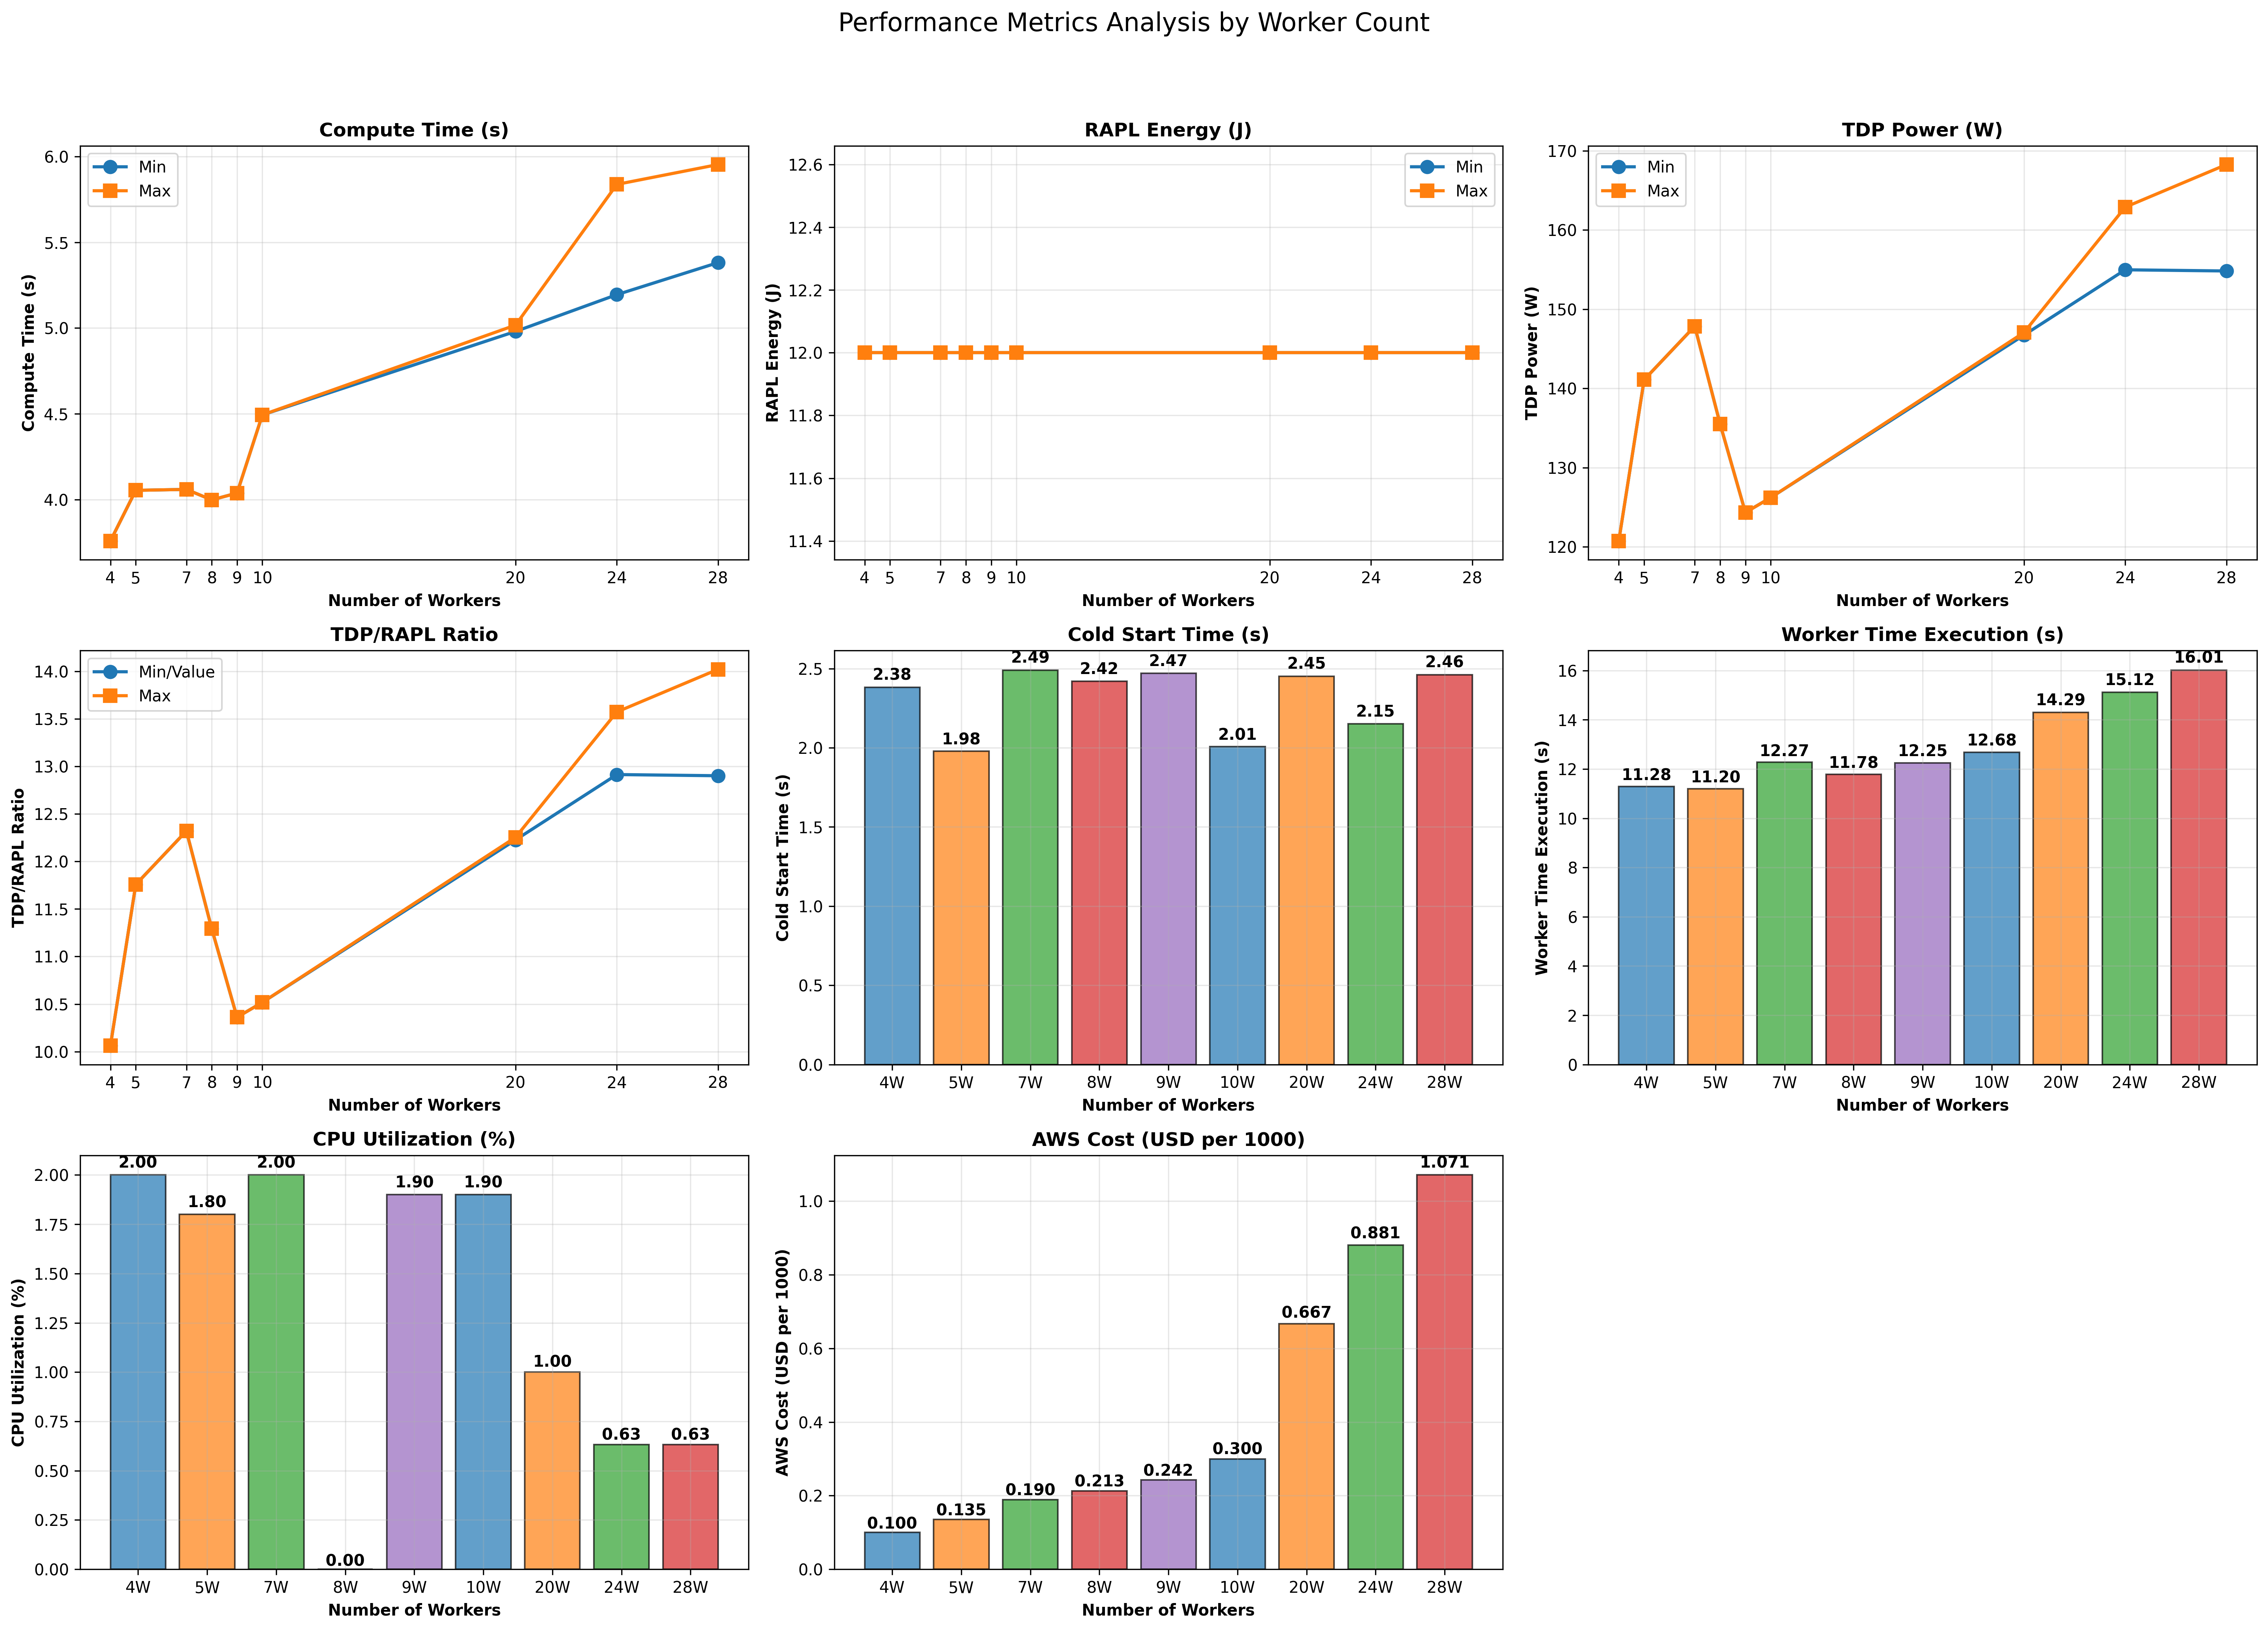 Performance Metrics Analysis by Worker Count
Compute Time (s)
Min
Max
6.0
5.5
5.0
4.5
4.0
Compute Time (s)
4 5 7 8 9 10 20 24 28
Number of Workers
RAPL Energy (J)
Min
Max
12.6
12.4
12.2
12.0
11.8
11.6
11.4
RAPL Energy (J)
4 5 7 8 9 10 20 24 28
Number of Workers
TDP Power (W)
Min
Max
170
160
150
140
130
120
TDP Power (W)
4 5 7 8 9 10 20 24 28
Number of Workers
TDP/RAPL Ratio
Min/Value
Max
14.0
13.5
13.0
12.5
12.0
11.5
11.0
10.5
10.0
TDP/RAPL Ratio
4 5 7 8 9 10 20 24 28
Number of Workers
Cold Start Time (s)
2.38 1.98 2.49 2.42 2.47 2.01 2.45 2.15 2.46
2.5
2.0
1.5
1.0
0.5
0.0
Cold Start Time (s)
4W 5W 7W 8W 9W 10W 20W 24W 28W
Number of Workers
Worker Time Execution (s)
11.28 11.20 12.27 11.78 12.25 12.68 14.29 15.12 16.01
16
14
12
10
8
6
4
2
0
Worker Time Execution (s)
4W 5W 7W 8W 9W 10W 20W 24W 28W
Number of Workers
CPU Utilization (%)
2.00 1.80 2.00 0.00 1.90 1.90 1.00 0.63 0.63
2.00
1.75
1.50
1.25
1.00
0.75
0.50
0.25
0.00
CPU Utilization (%)
4W 5W 7W 8W 9W 10W 20W 24W 28W
Number of Workers
AWS Cost (USD per 1000)
0.100 0.135 0.190 0.213 0.242 0.300 0.667 0.881 1.071
1.0
0.8
0.6
0.4
0.2
0.0
AWS Cost (USD per 1000)
4W 5W 7W 8W 9W 10W 20W 24W 28W
Number of Workers